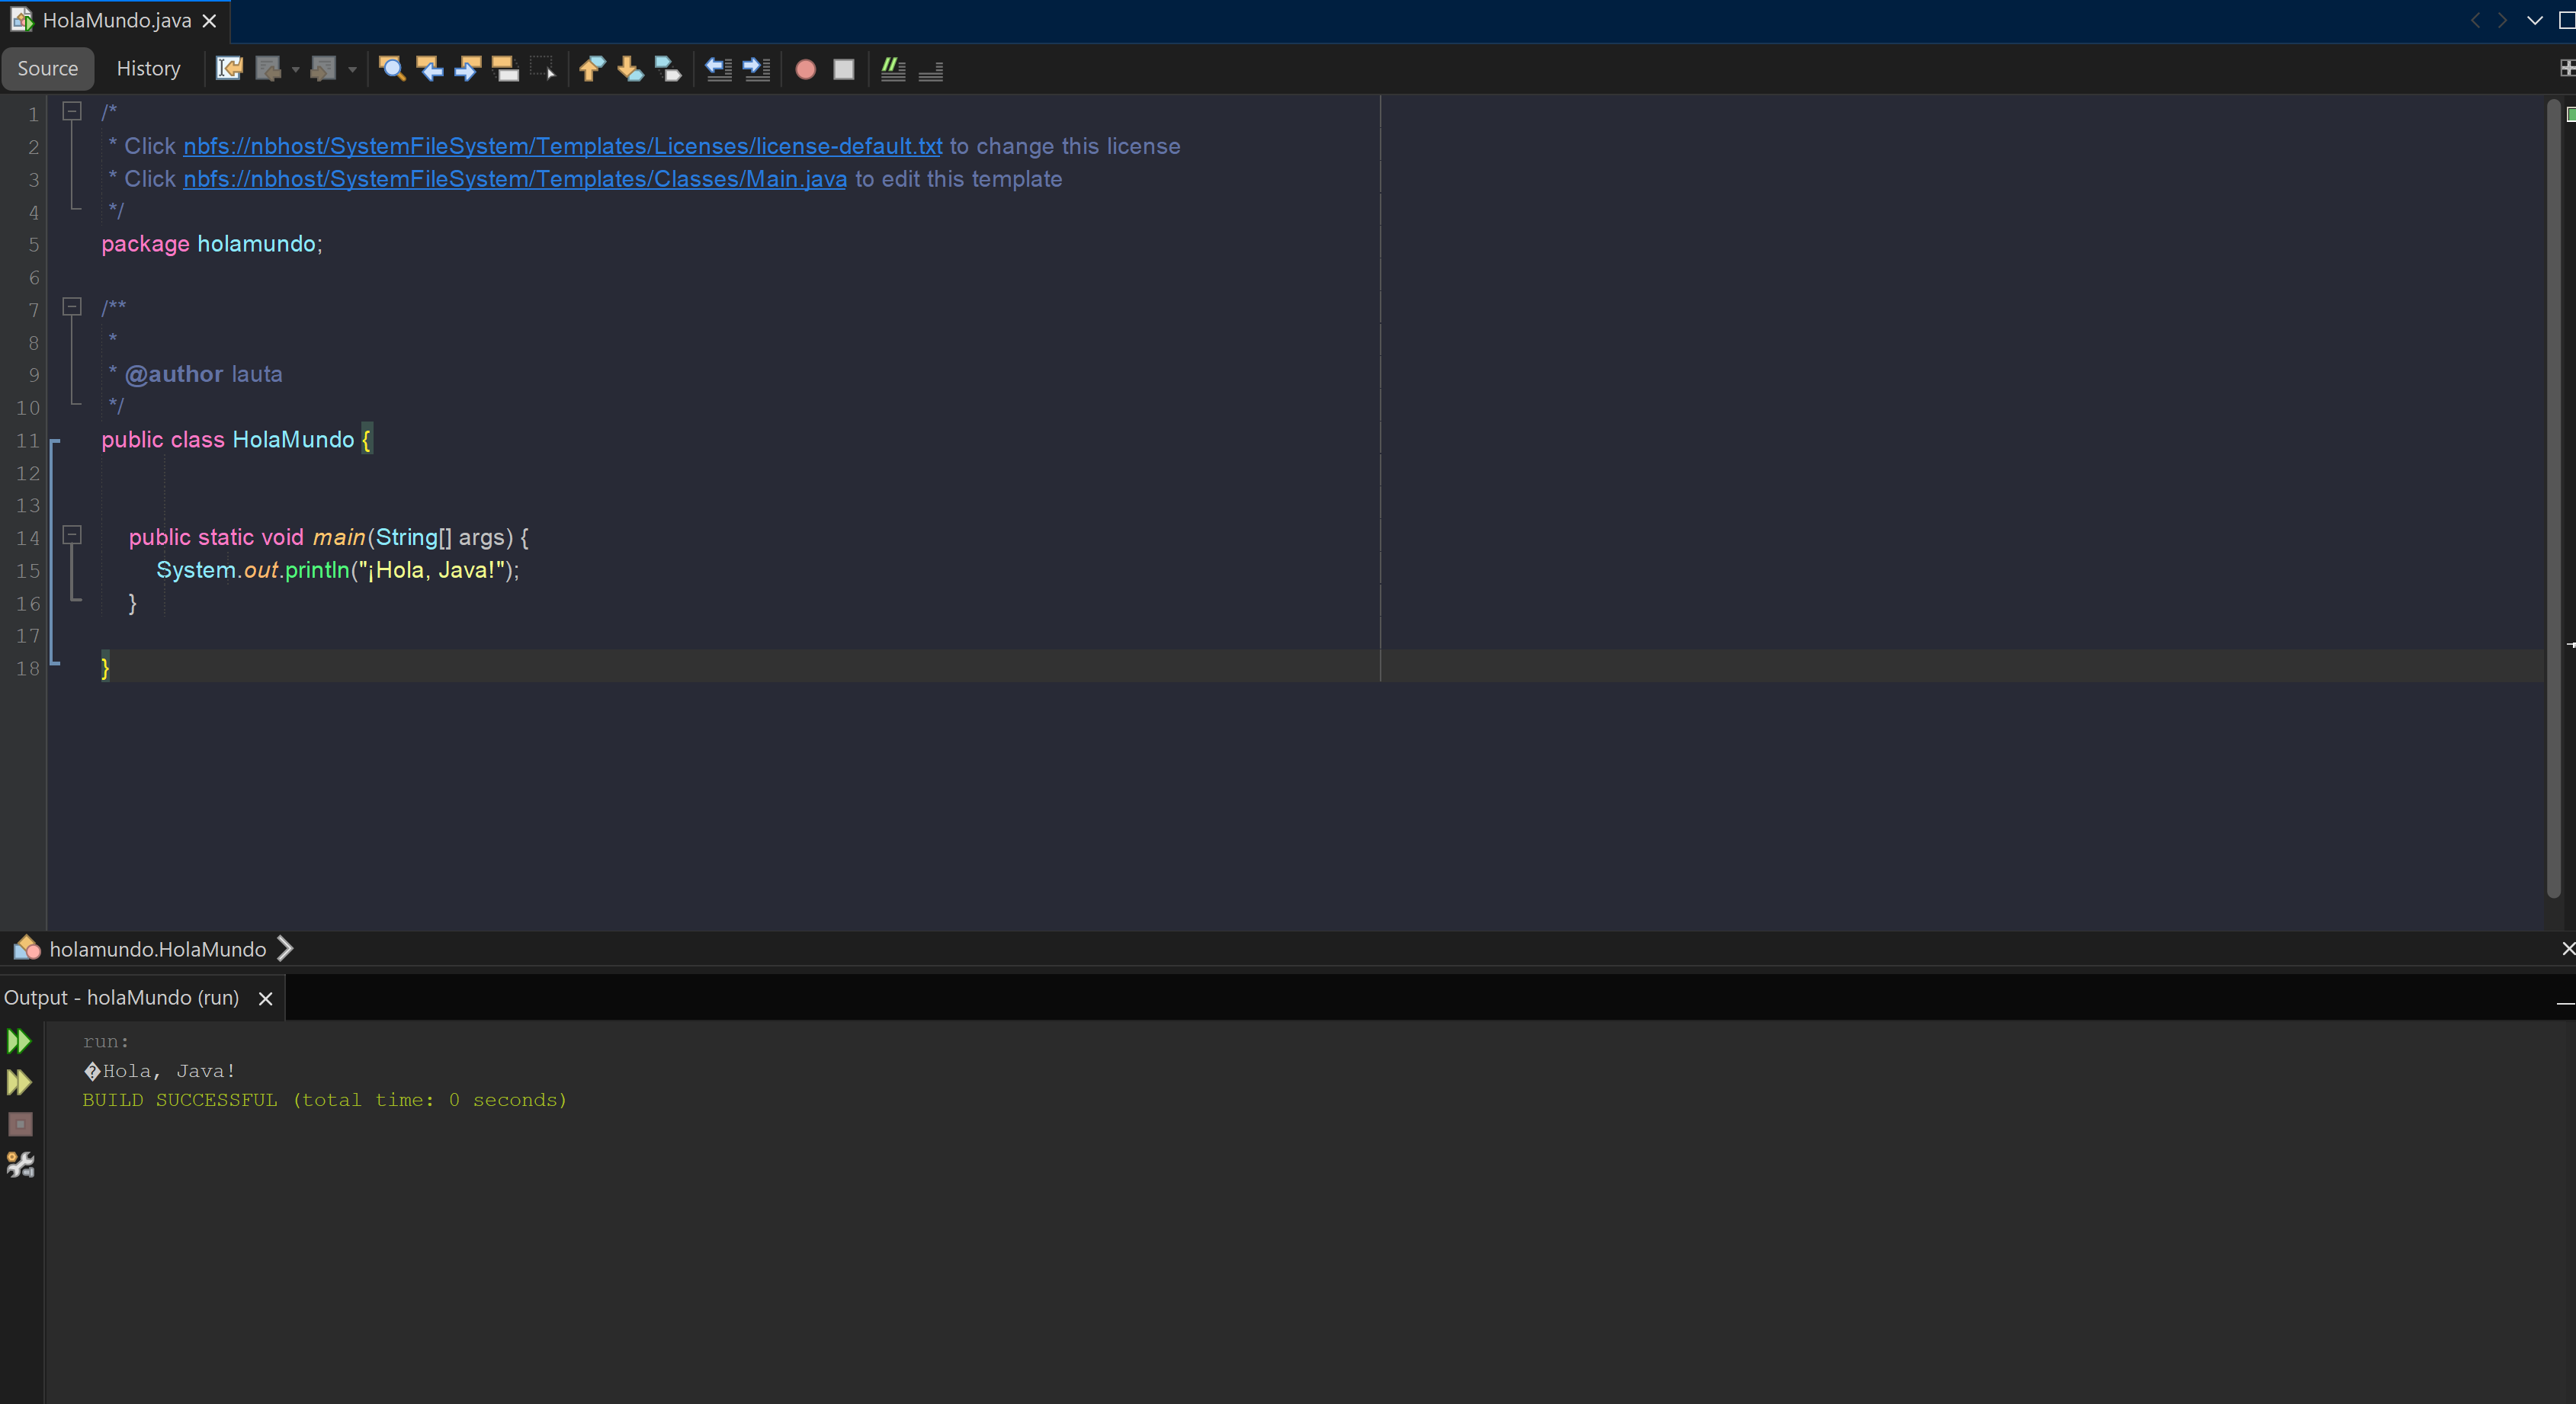 HolaMundo.java
Source History
1 /*
2  * Click nbfs://nbhost/SystemFileSystem/Templates/Licenses/license-default.txt to change this license
3  * Click nbfs://nbhost/SystemFileSystem/Templates/Classes/Main.java to edit this template
4  */
5 package holamundo;
6
7 /**
8  *
9  * @author lauta
10  */
11 public class HolaMundo {
12
13
14     public static void main(String[] args) {
15         System.out.println("¡Hola, Java!");
16     }
17
18 }
holamundo.HolaMundo
Output - holaMundo (run)
run:
�Hola, Java!
BUILD SUCCESSFUL (total time: 0 seconds)